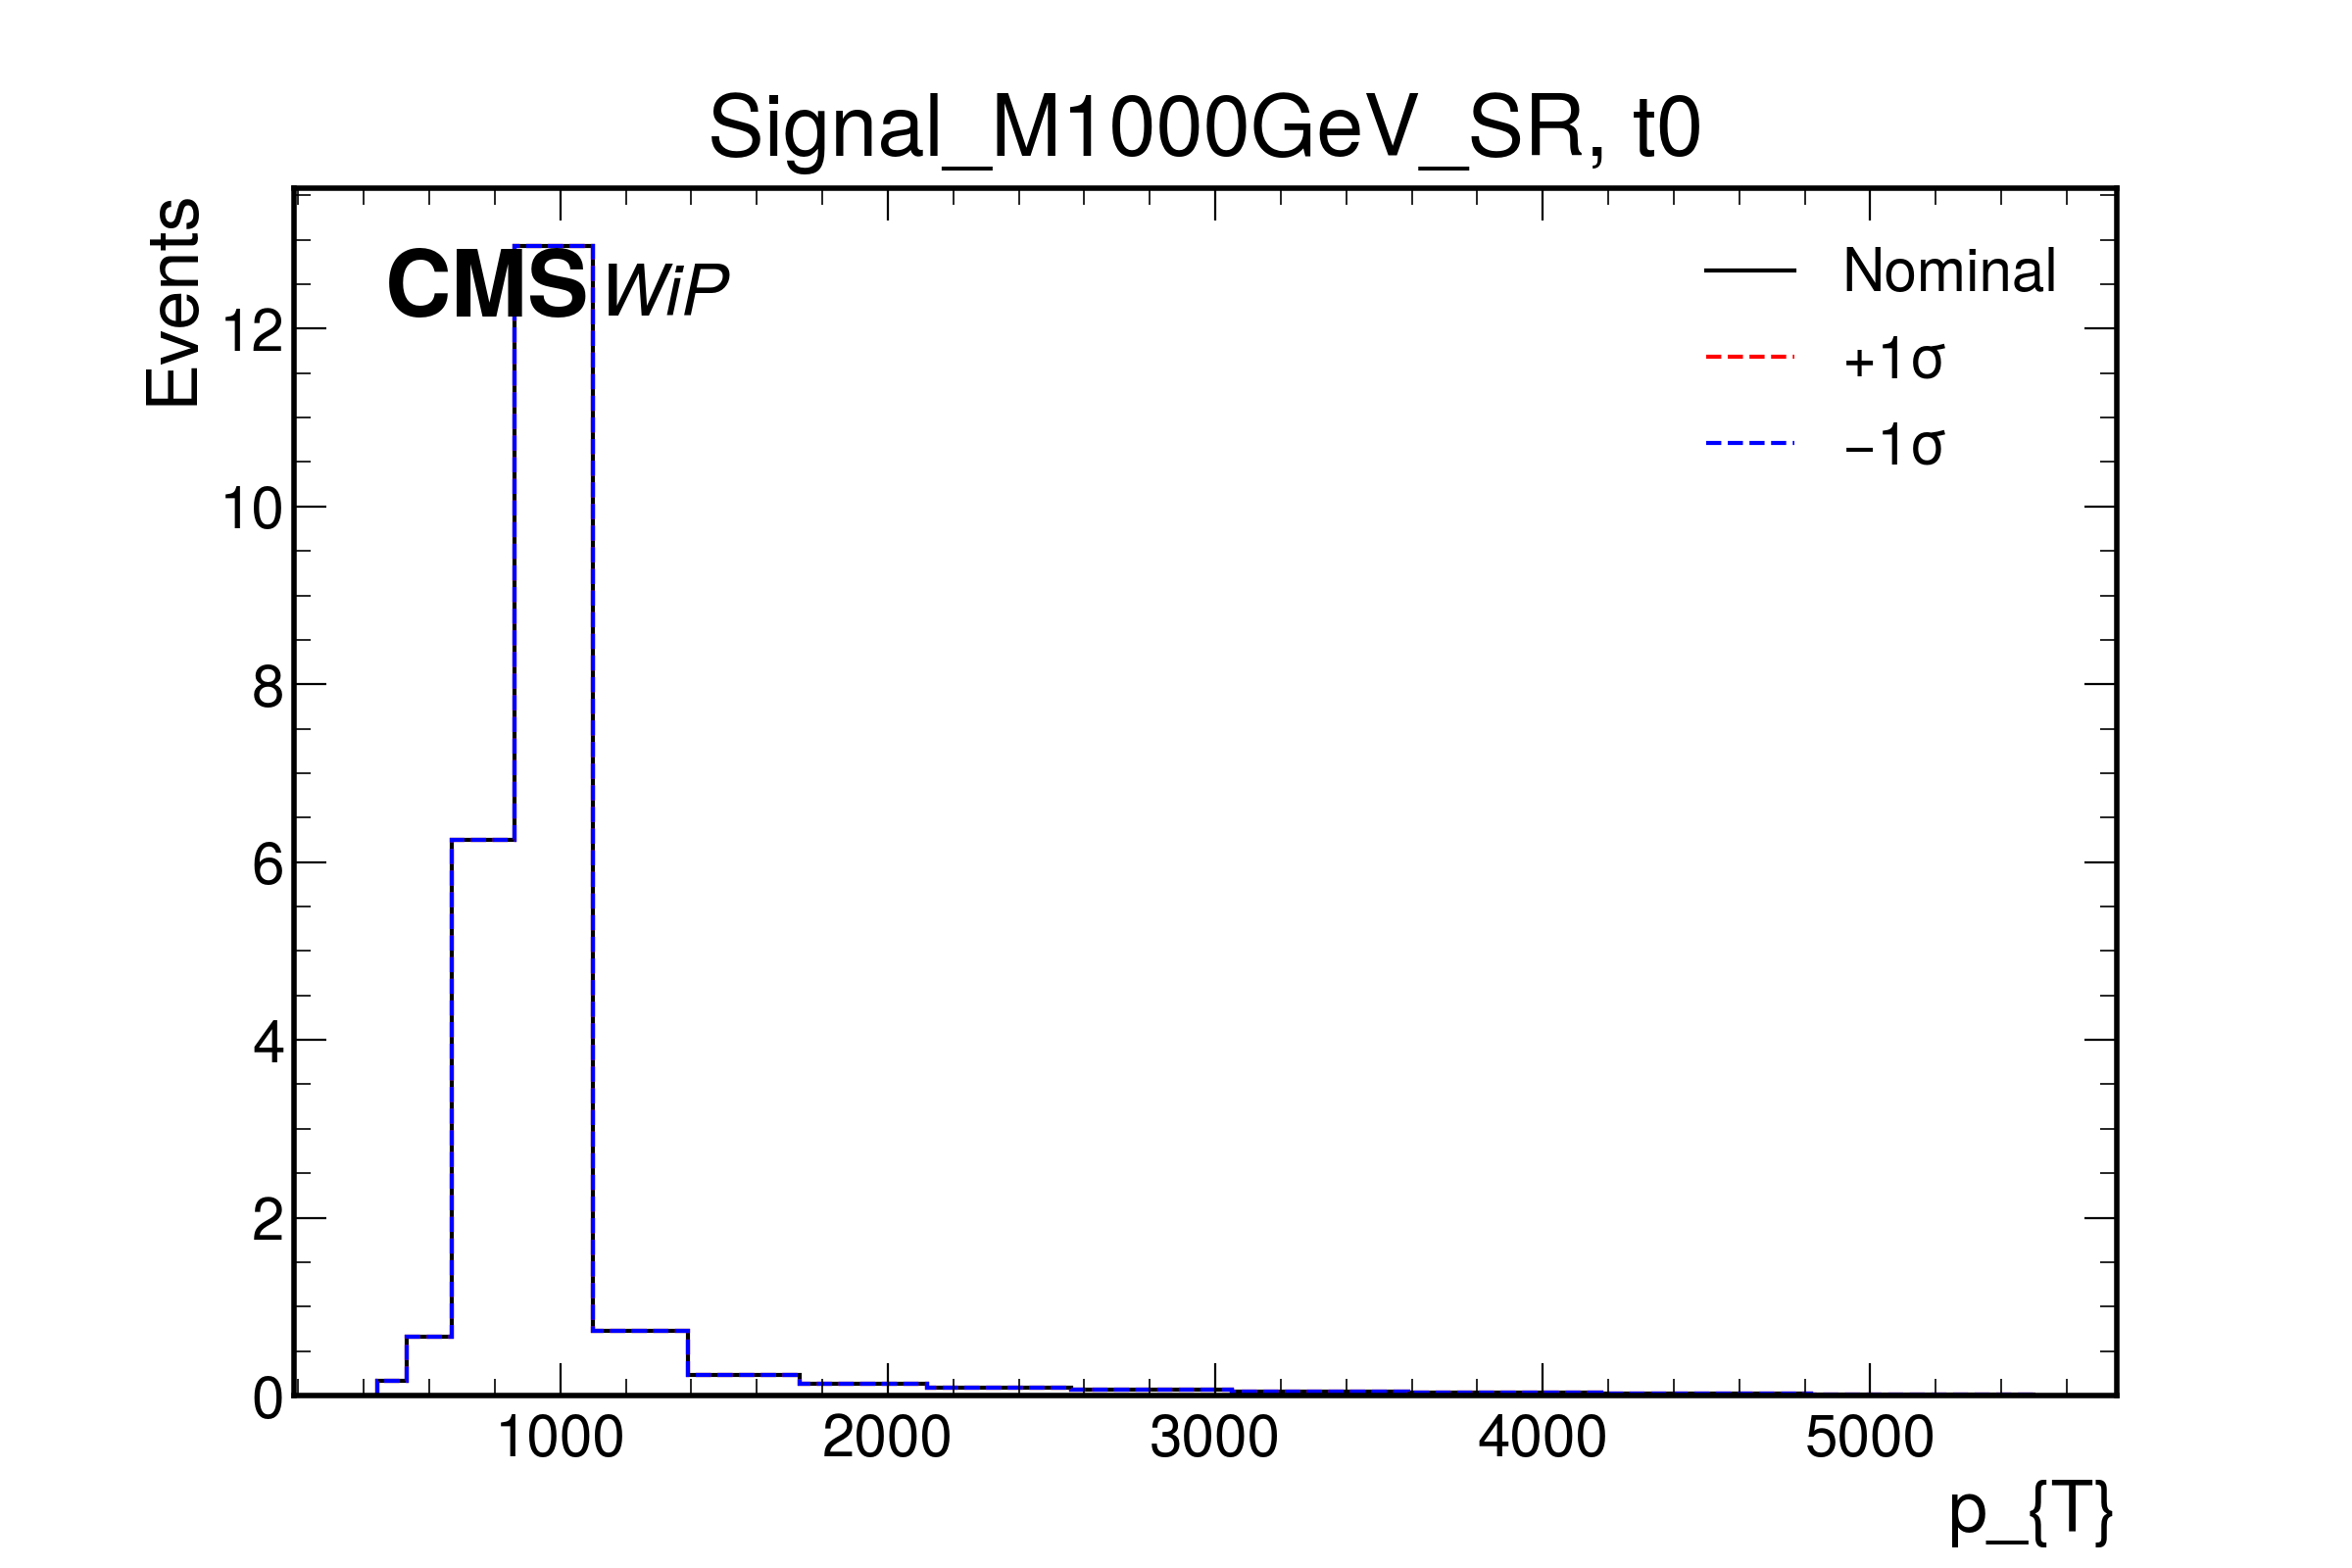 Signal_M1000GeV_SR, t0
Events
CMS WiP
Nominal
+1σ
−1σ
12
10
8
6
4
2
0
1000 2000 3000 4000 5000
p_{T}